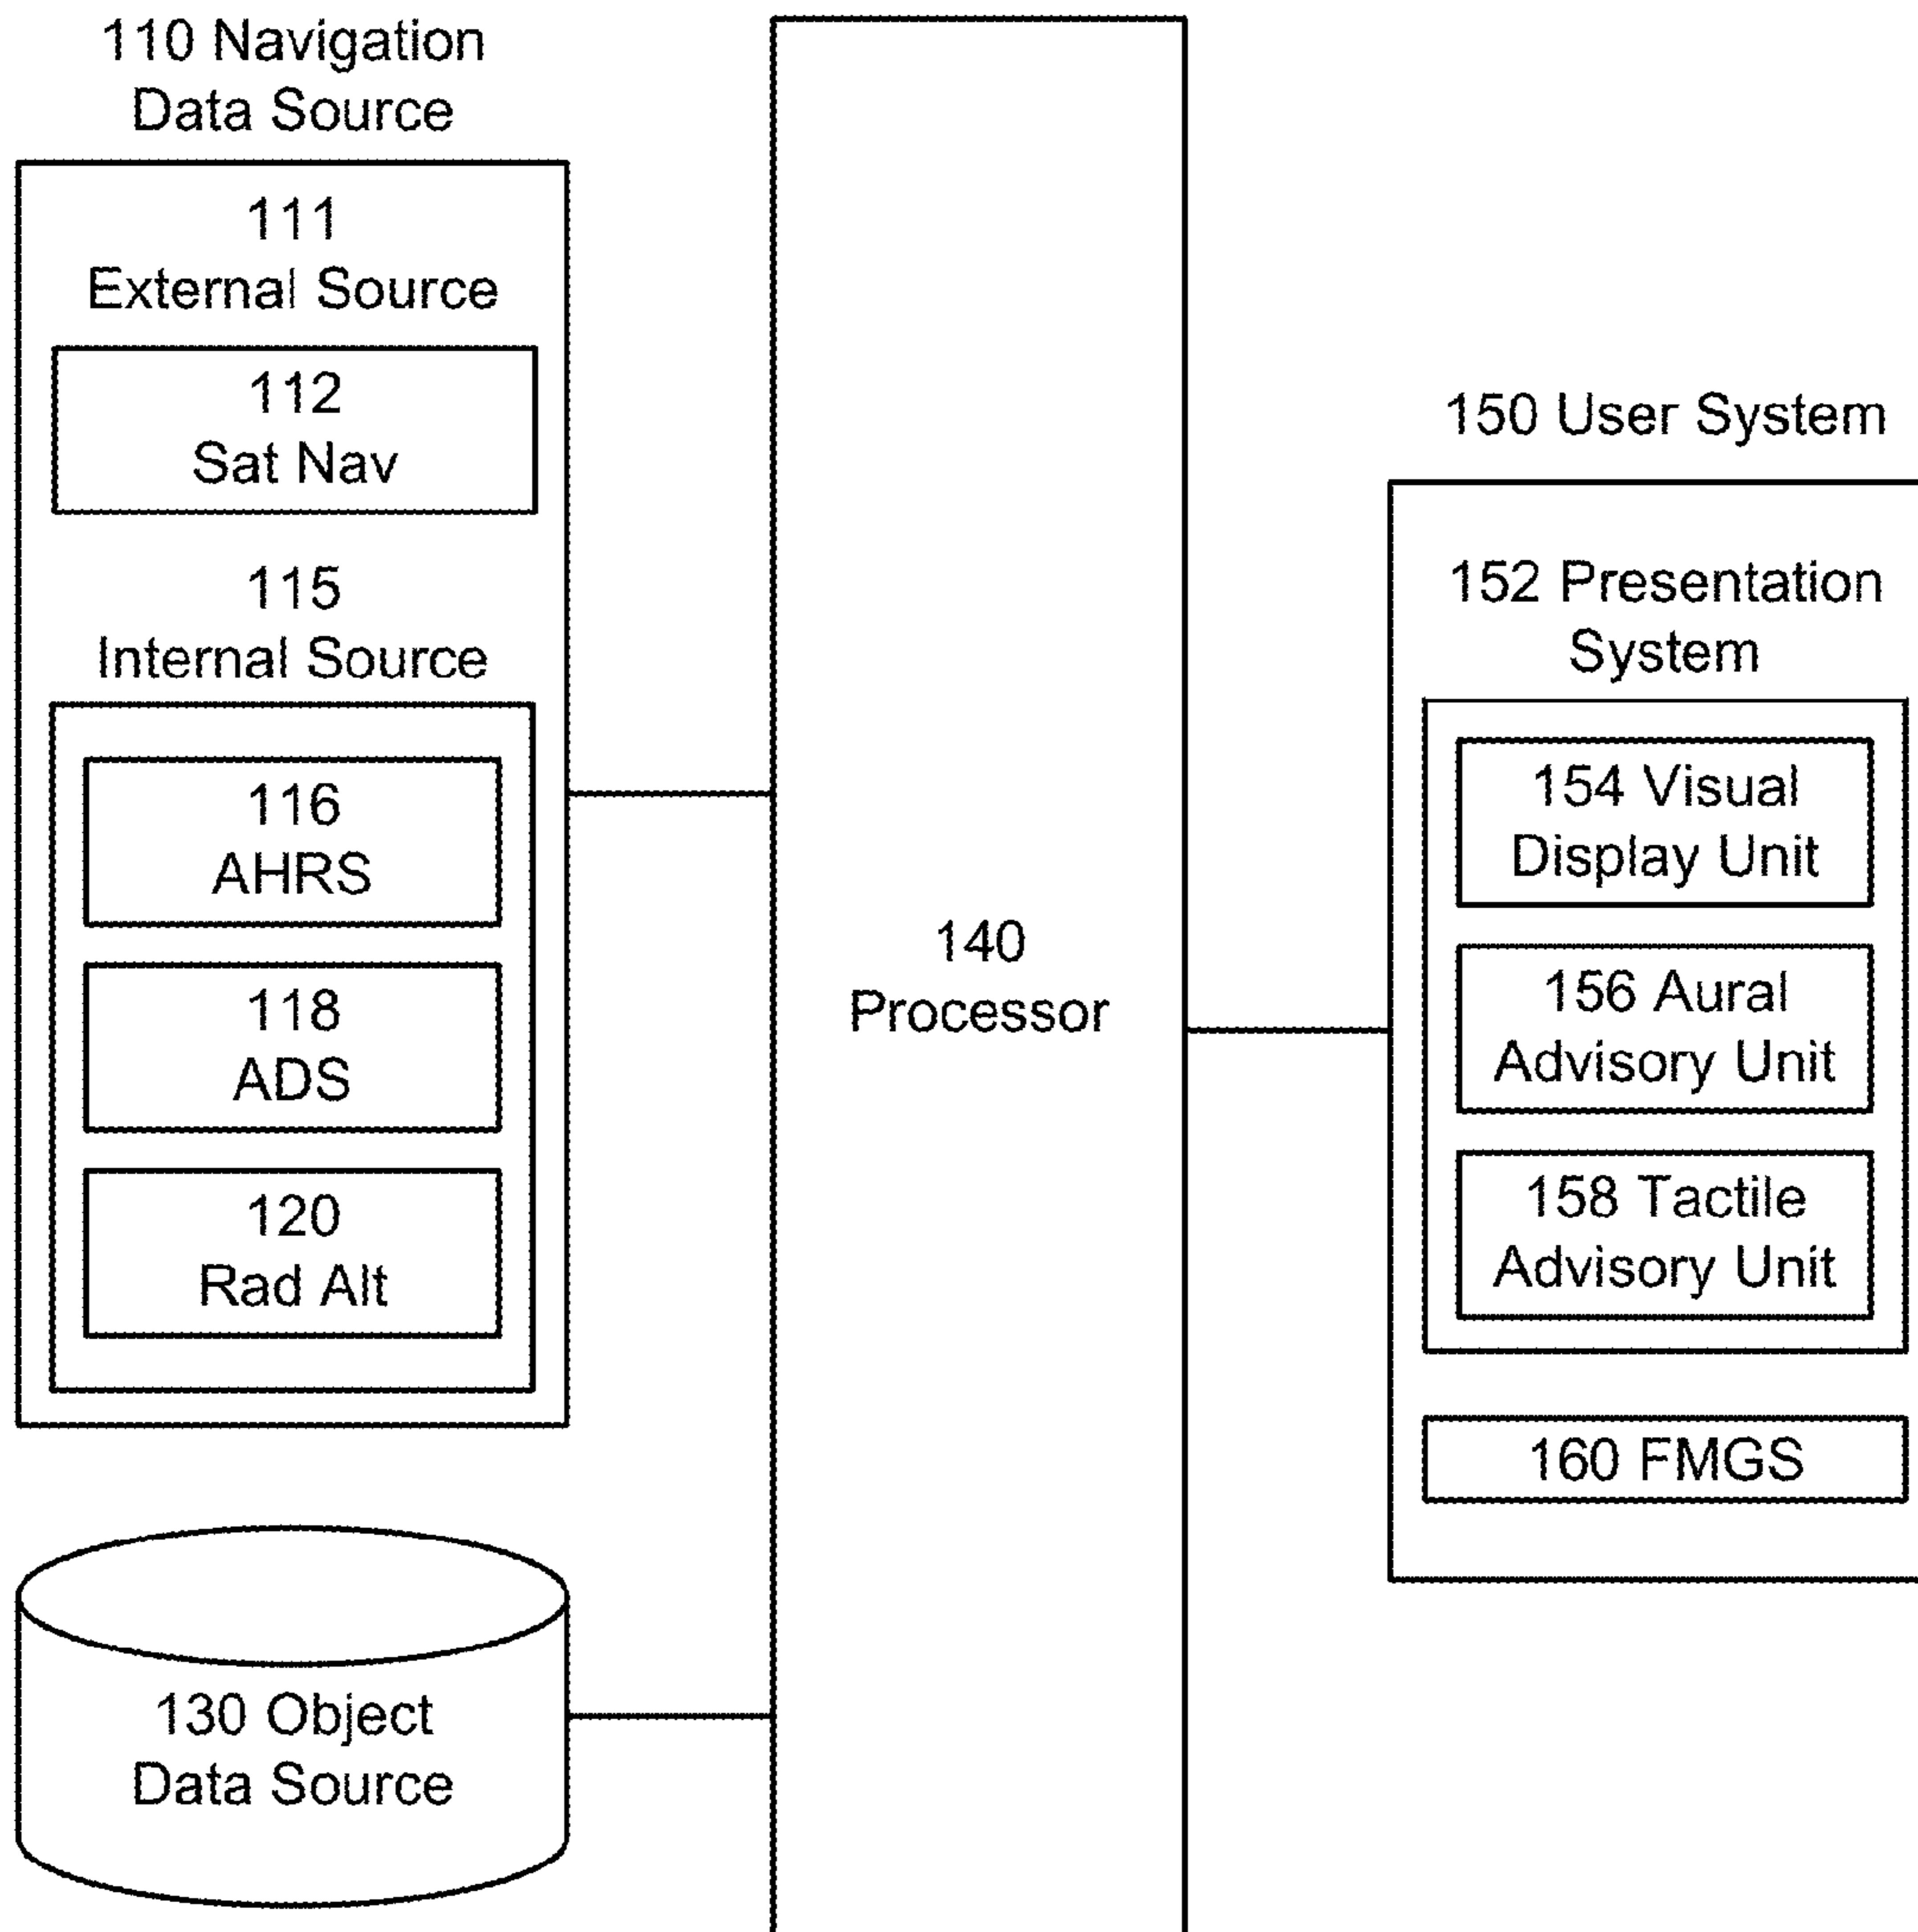 110 Navigation
Data Source
111
External Source
112
Sat Nav
115
Internal Source
116
AHRS
118
ADS
120
Rad Alt
130 Object
Data Source
140
Processor
150 User System
152 Presentation
System
154 Visual
Display Unit
156 Aural
Advisory Unit
158 Tactile
Advisory Unit
160 FMGS